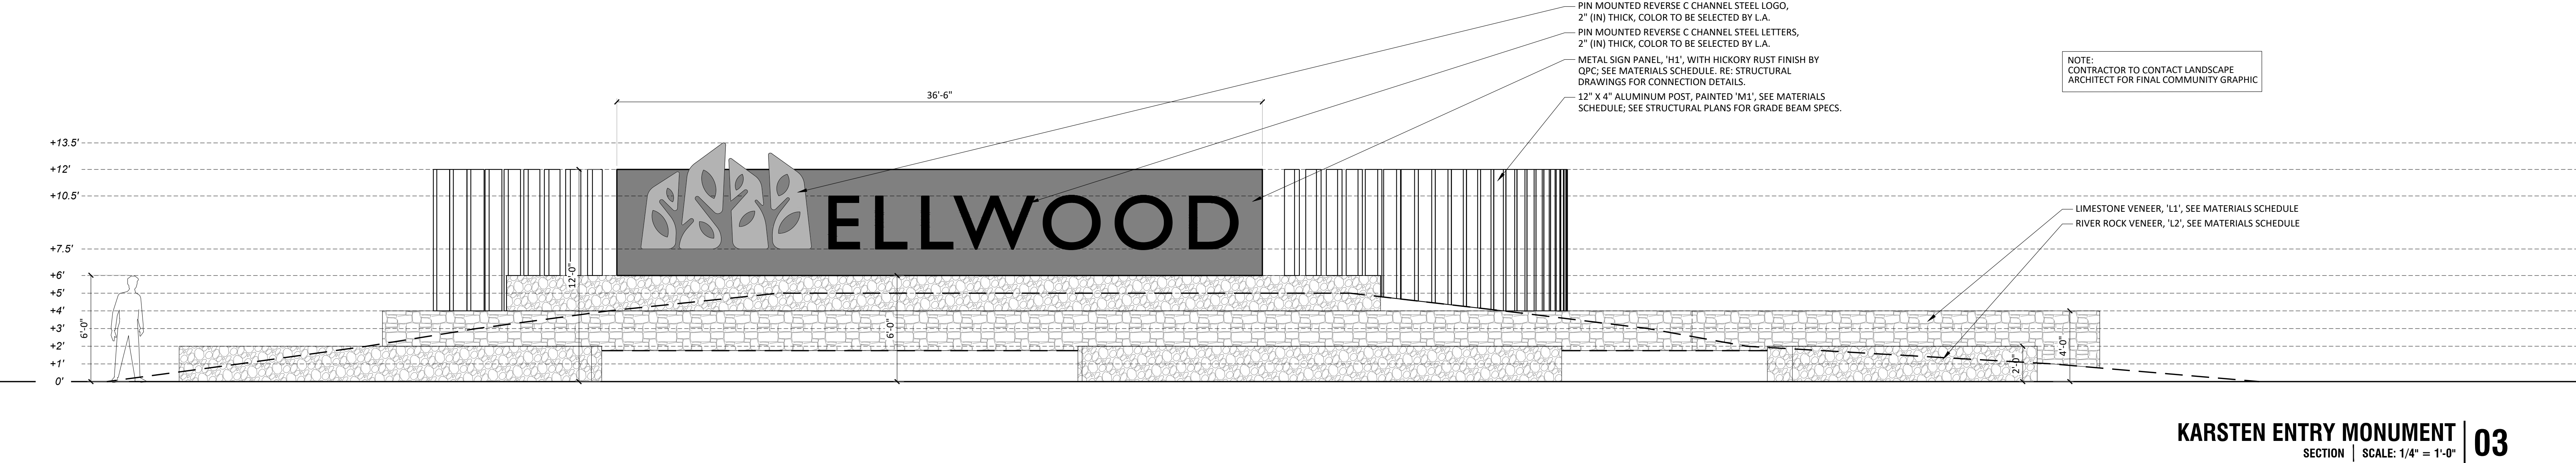 PIN MOUNTED REVERSE C CHANNEL STEEL LOGO,
2" (IN) THICK, COLOR TO BE SELECTED BY L.A.
PIN MOUNTED REVERSE C CHANNEL STEEL LETTERS,
2" (IN) THICK, COLOR TO BE SELECTED BY L.A.
METAL SIGN PANEL, 'H1', WITH HICKORY RUST FINISH BY
QPC; SEE MATERIALS SCHEDULE. RE: STRUCTURAL
DRAWINGS FOR CONNECTION DETAILS.
12" X 4" ALUMINUM POST, PAINTED 'M1', SEE MATERIALS
SCHEDULE; SEE STRUCTURAL PLANS FOR GRADE BEAM SPECS.
NOTE:
CONTRACTOR TO CONTACT LANDSCAPE
ARCHITECT FOR FINAL COMMUNITY GRAPHIC
36'-6"
+13.5'
+12'
+10.5'
+7.5'
+6'
+5'
+4'
+3'
+2'
+1'
0'
6'-0"
12'-0"
ELLWOOD
6'-0"
LIMESTONE VENEER, 'L1', SEE MATERIALS SCHEDULE
RIVER ROCK VENEER, 'L2', SEE MATERIALS SCHEDULE
2'-0"
4'-0"
KARSTEN ENTRY MONUMENT
SECTION | SCALE: 1/4" = 1'-0"
03